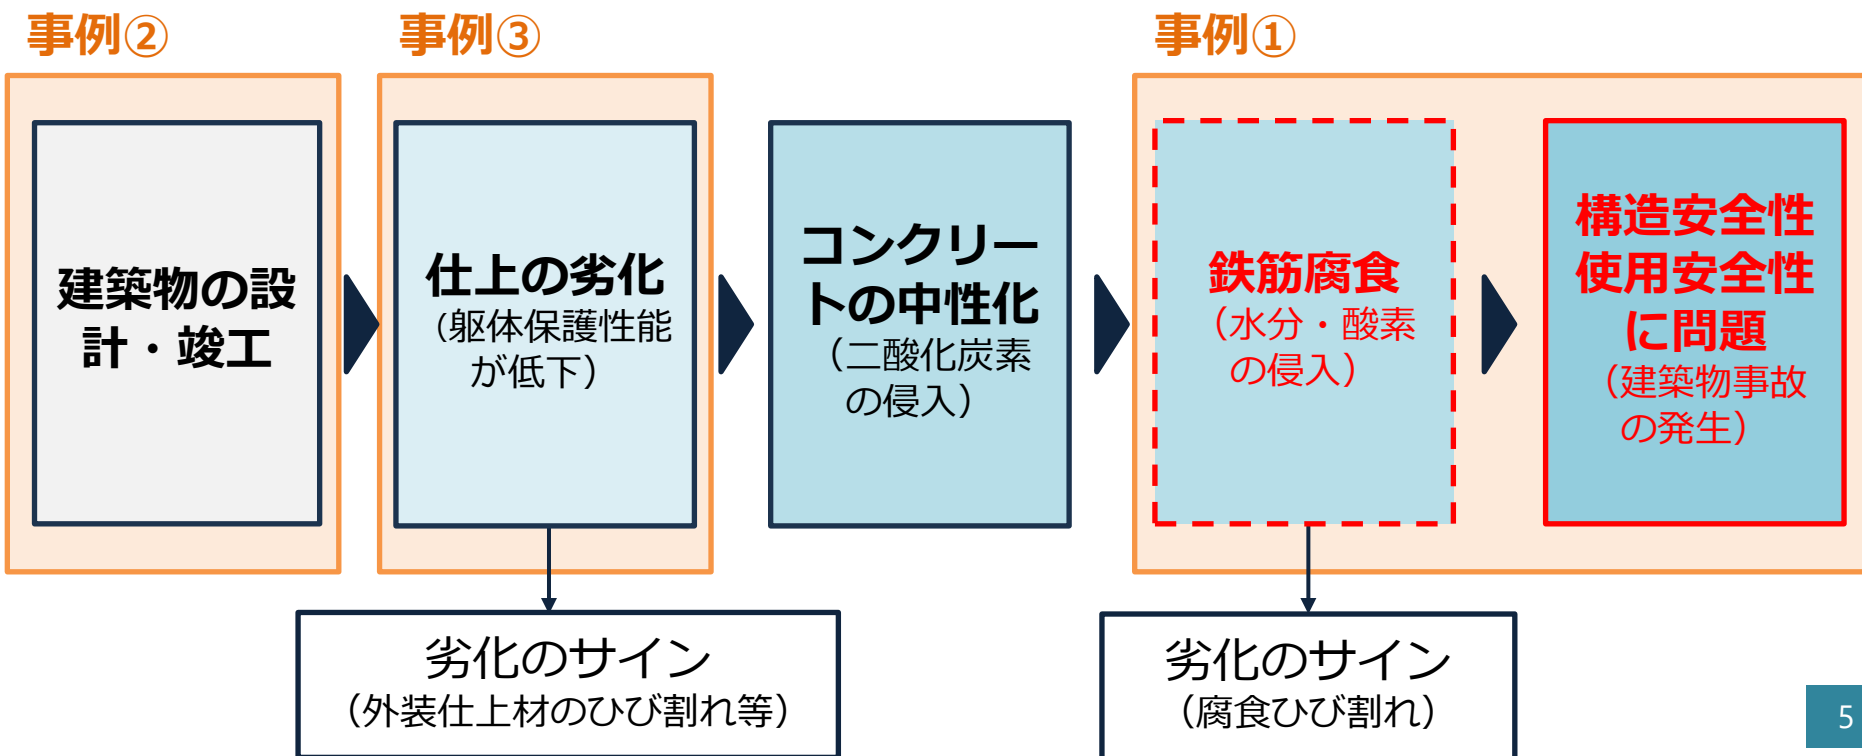 事例②
事例③
事例①
建築物の設
計・竣工
仕上の劣化
（躯体保護性能
が低下）
コンクリー
トの中性化
（二酸化炭素
の侵入）
鉄筋腐食
（水分・酸素
の侵入）
構造安全性
使用安全性
に問題
（建築物事故
の発生）
劣化のサイン
（外装仕上材のひび割れ等）
劣化のサイン
（腐食ひび割れ）
5